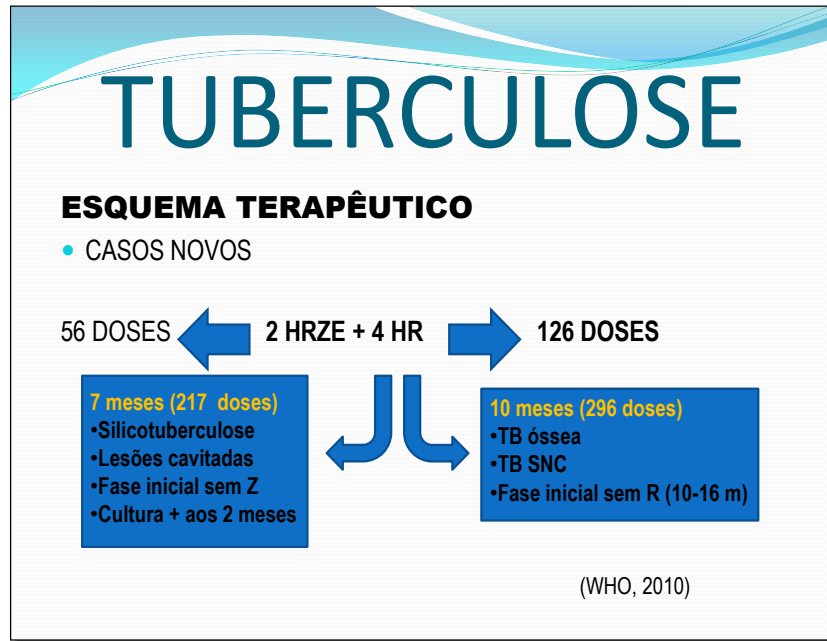 TUBERCULOSE
ESQUEMA TERAPÊUTICO
• CASOS NOVOS
56 DOSES 2 HRZE + 4 HR 126 DOSES
7 meses (217 doses)
•Silicotuberculose
•Lesões cavitadas
•Fase inicial sem Z
•Cultura + aos 2 meses
10 meses (296 doses)
•TB óssea
•TB SNC
•Fase inicial sem R (10-16 m)
(WHO, 2010)